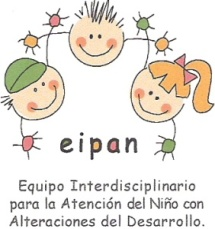 eipan
Equipo Interdisciplinario
para la Atención del Niño con
Alteraciones del Desarrollo.